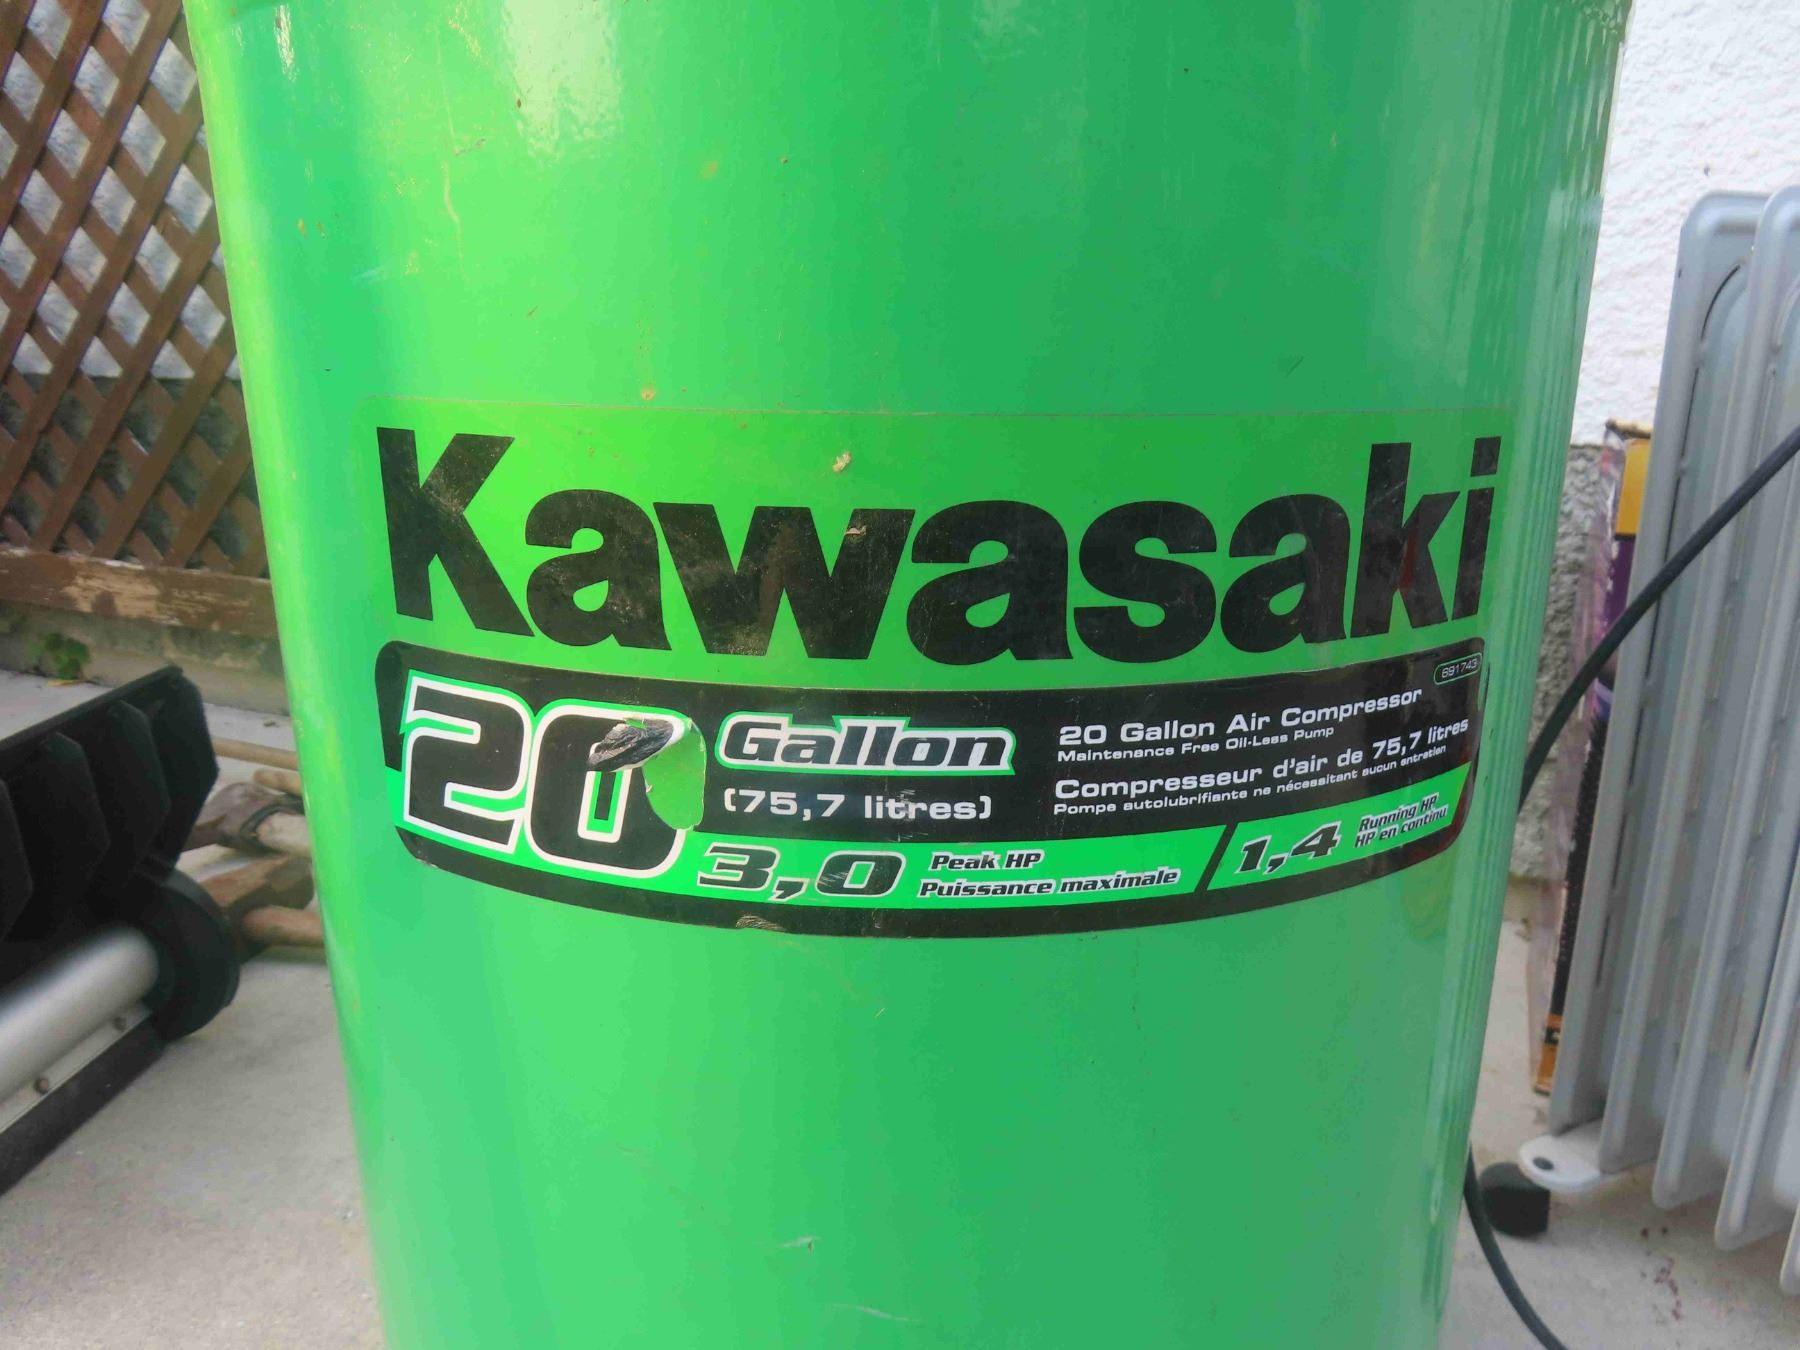 Kawasaki
691743
20 Gallon
(75,7 litres)
20 Gallon Air Compressor
Maintenance Free Oil-Less Pump
Compresseur d'air de 75,7 litres
Pompe autolubrifiante ne nécessitant aucun entretien
3,0 Peak HP
Puissance maximale
1,4 Running HP
HP en continu